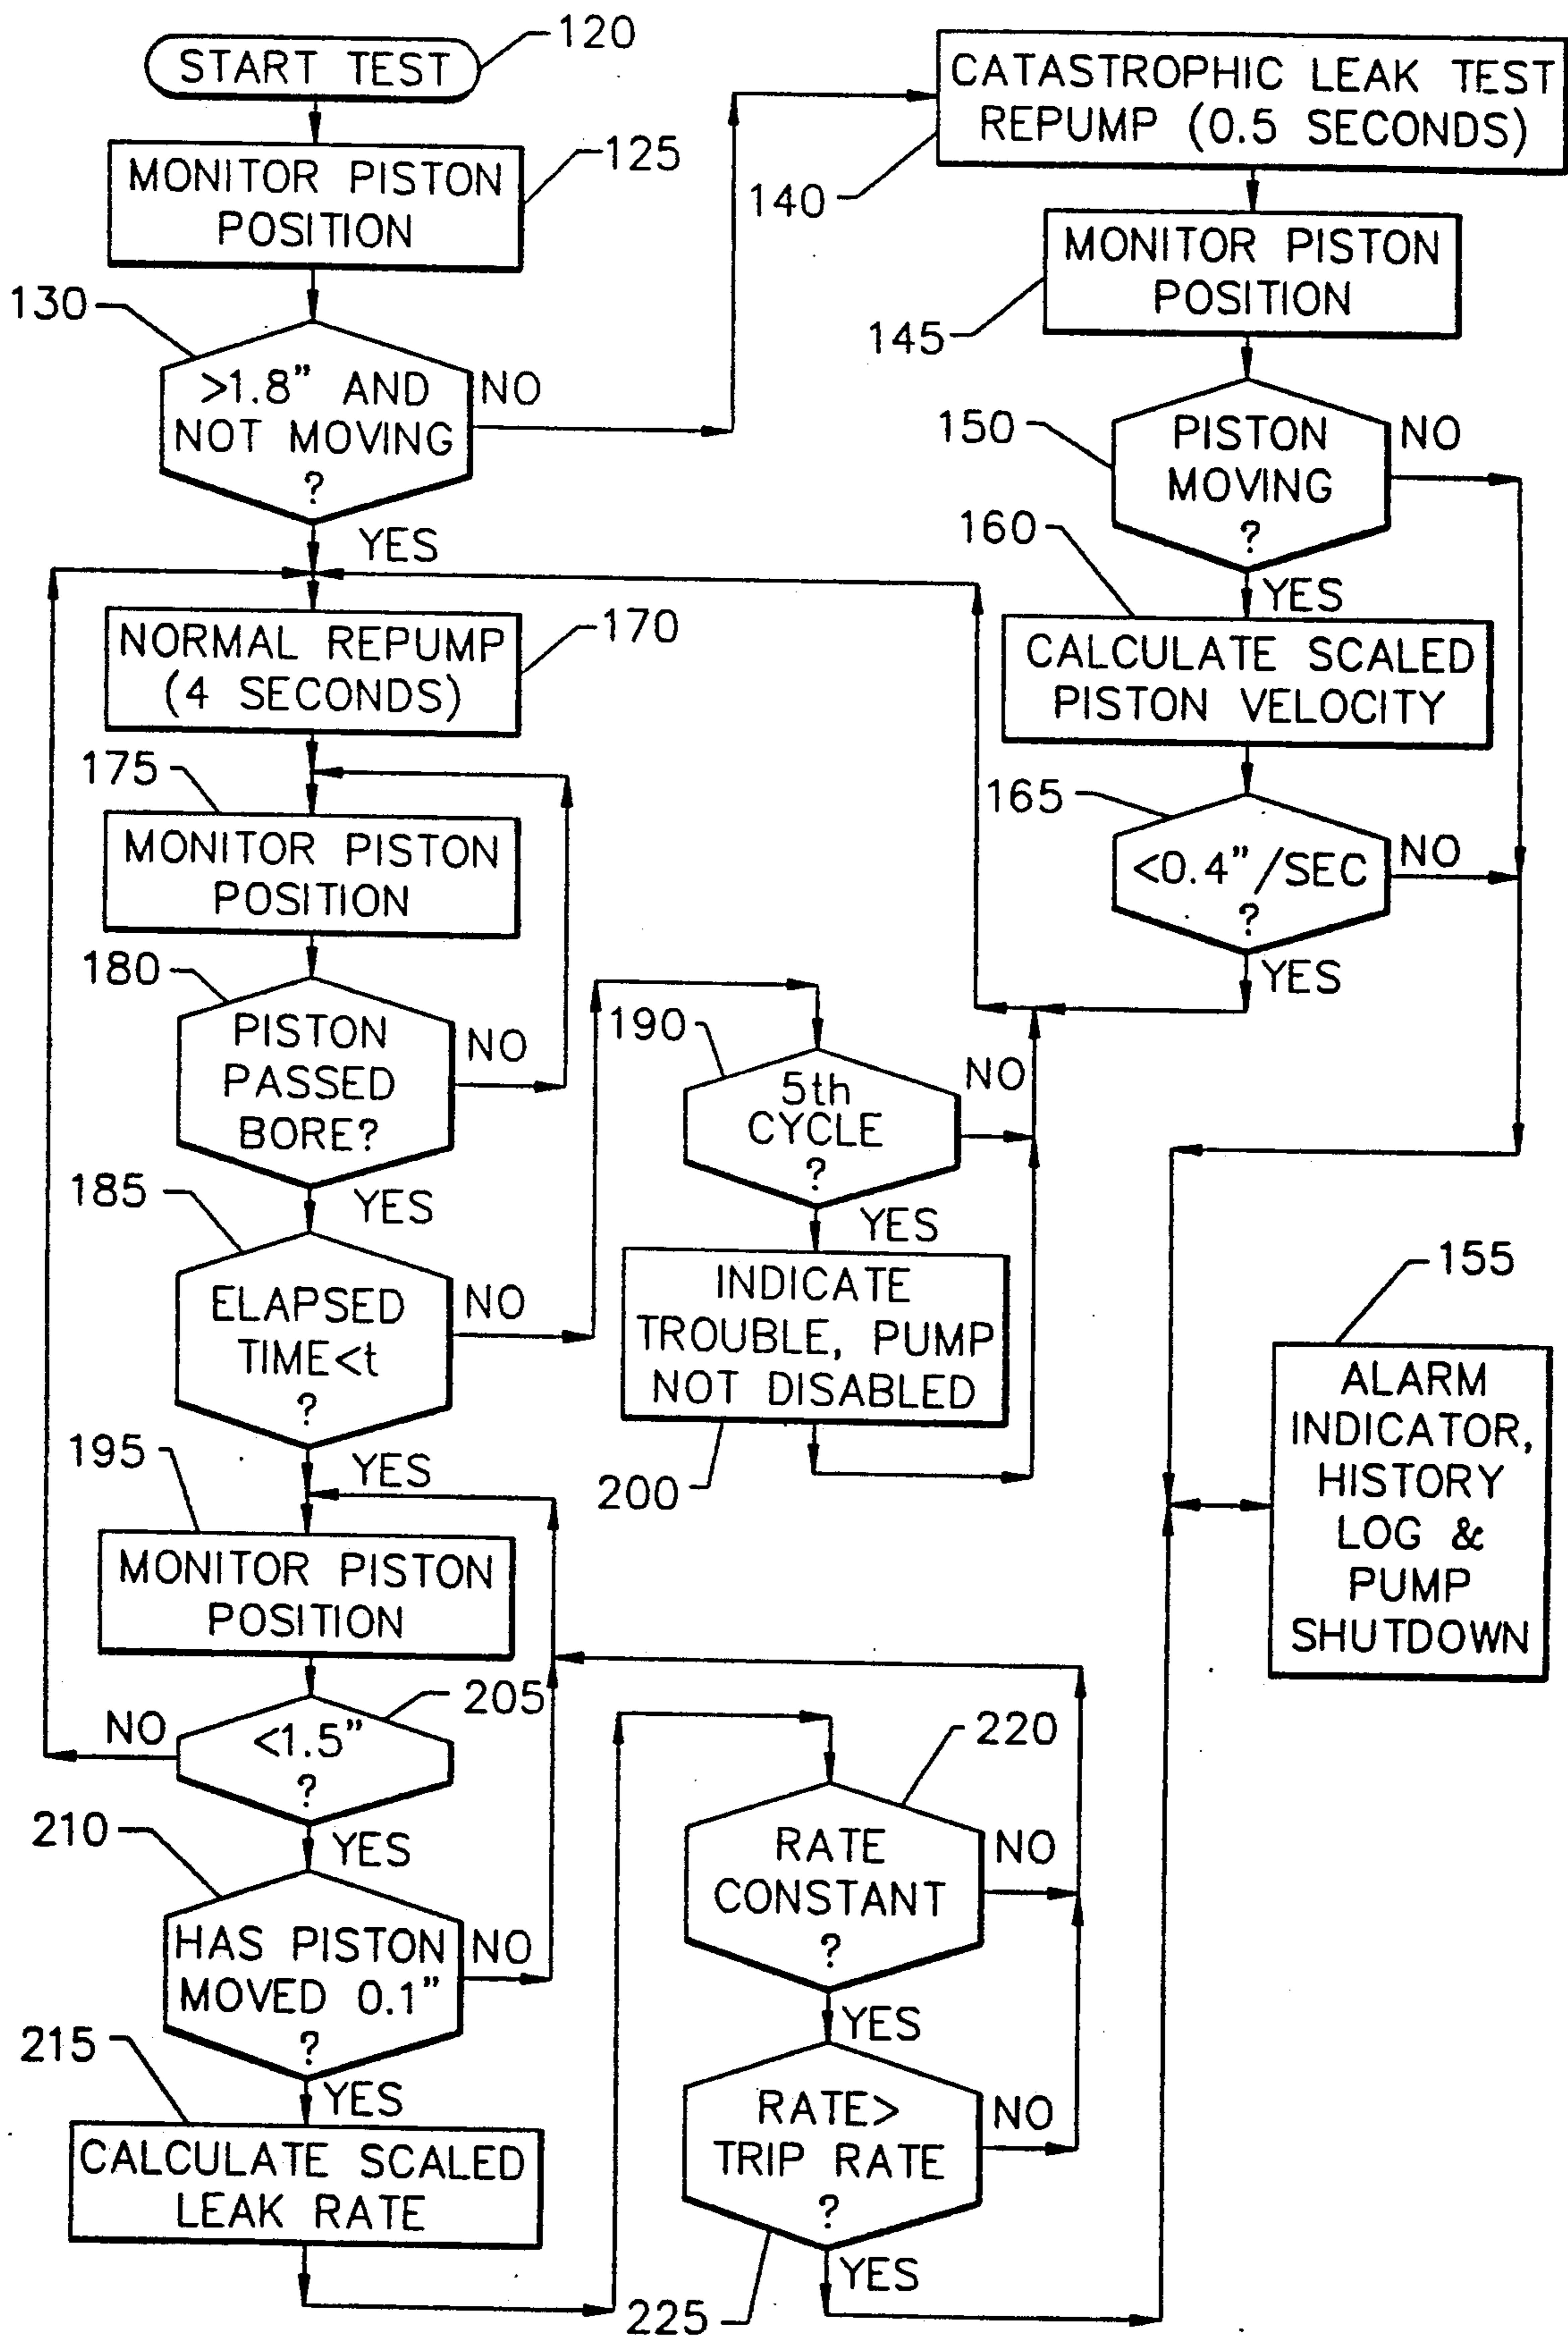 START TEST
120
MONITOR PISTON
POSITION
125
130
>1.8" AND
NOT MOVING
?
NO
YES
CATASTROPHIC LEAK TEST
REPUMP (0.5 SECONDS)
140
MONITOR PISTON
POSITION
145
150
PISTON
MOVING
?
NO
YES
160
CALCULATE SCALED
PISTON VELOCITY
165
<0.4"/SEC
?
NO
YES
NORMAL REPUMP
(4 SECONDS)
170
175
MONITOR PISTON
POSITION
180
PISTON
PASSED
BORE?
NO
YES
185
ELAPSED
TIME<t
?
NO
YES
190
5th
CYCLE
?
NO
YES
INDICATE
TROUBLE, PUMP
NOT DISABLED
200
155
ALARM
INDICATOR,
HISTORY
LOG &
PUMP
SHUTDOWN
195
MONITOR PISTON
POSITION
205
<1.5"
?
NO
YES
210
HAS PISTON
MOVED 0.1"
?
NO
YES
215
CALCULATE SCALED
LEAK RATE
220
RATE
CONSTANT
?
NO
YES
RATE>
TRIP RATE
?
NO
YES
225